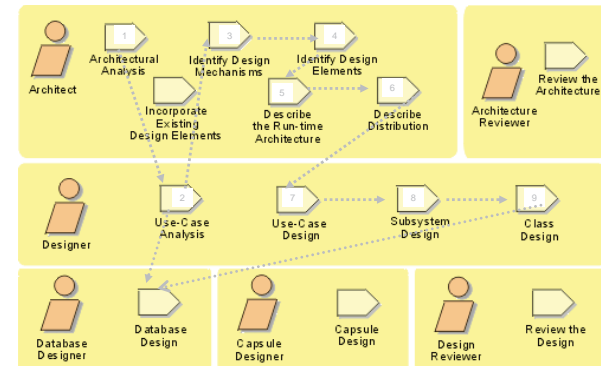 1
3
4
Architectural
Analysis
Identify Design
Mechanisms
Identify Design
Elements
Architect
Incorporate
Existing
Design Elements
5
6
Describe
the Run-time
Architecture
Describe
Distribution
Architecture
Reviewer
Review the
Architecture
2
7
8
9
Designer
Use-Case
Analysis
Use-Case
Design
Subsystem
Design
Class
Design
Database
Designer
Database
Design
Capsule
Designer
Capsule
Design
Design
Reviewer
Review the
Design